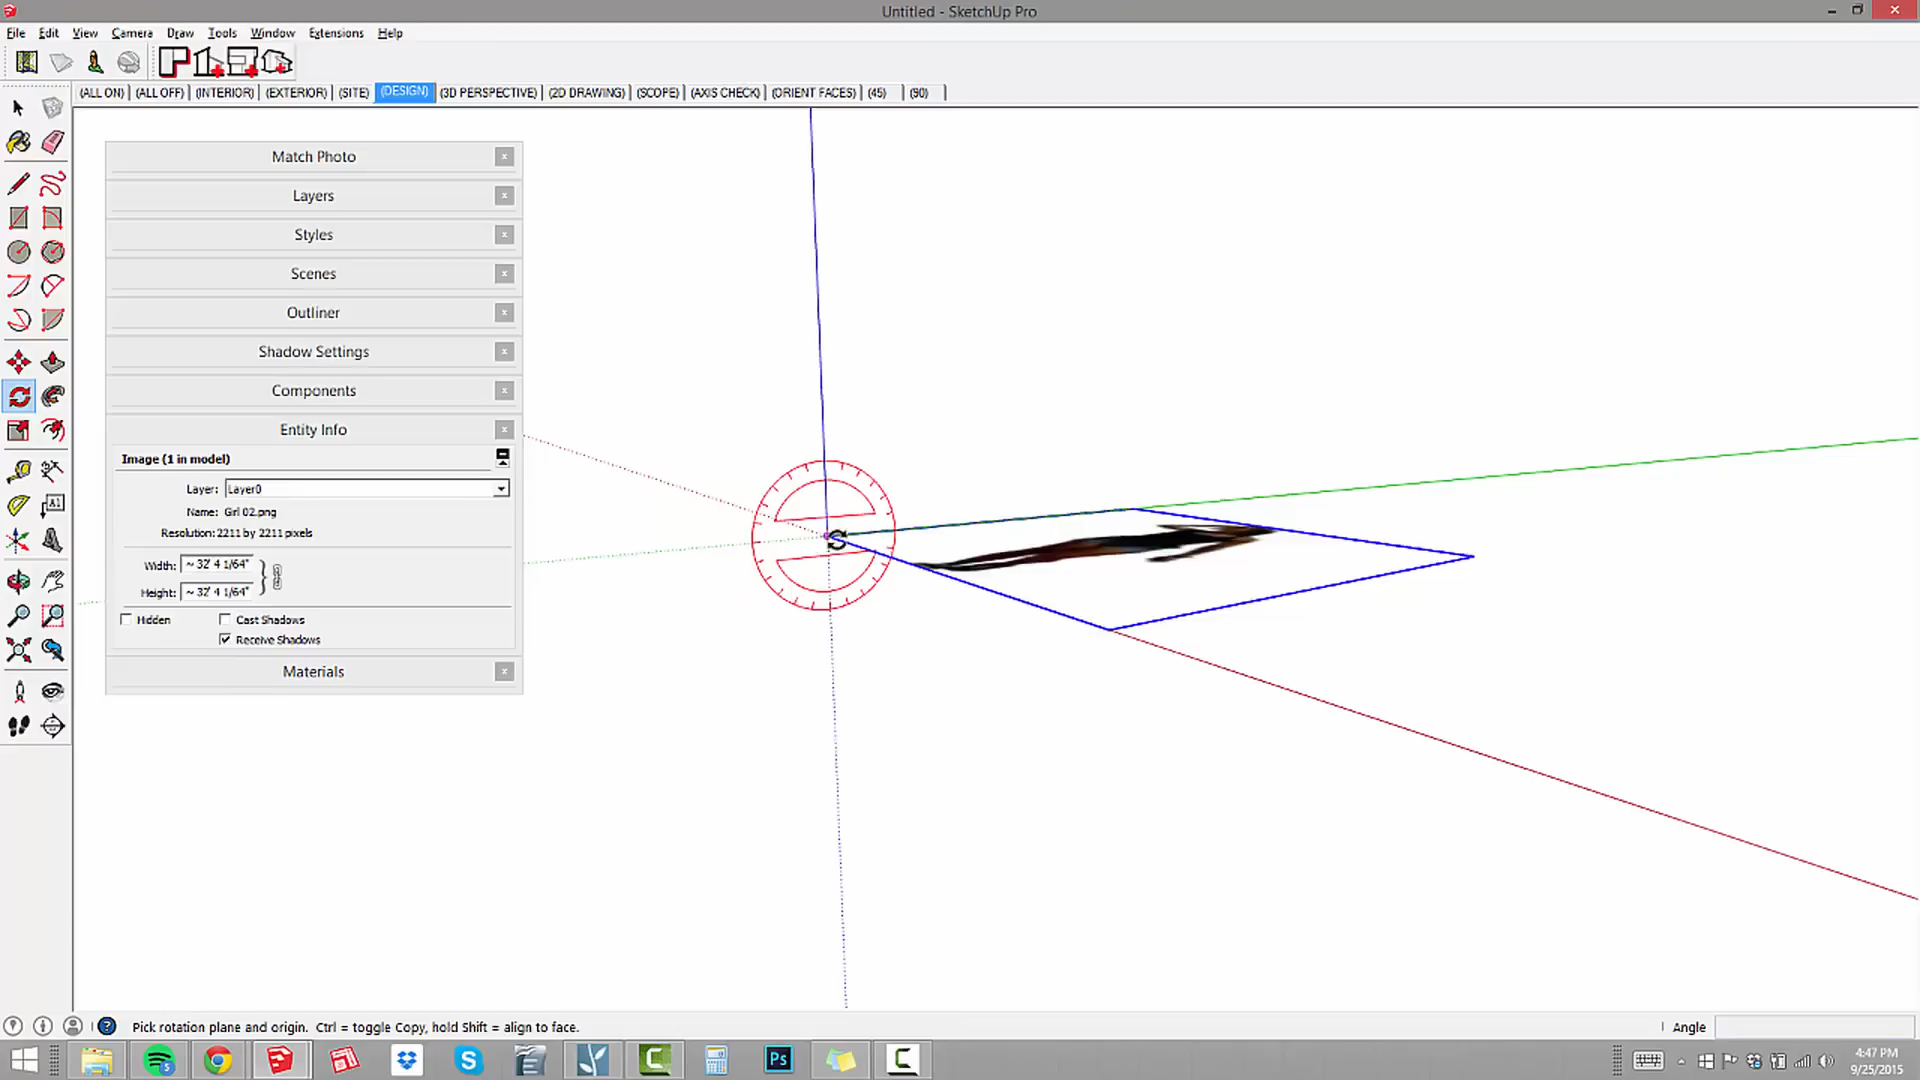 Untitled - SketchUp Pro
File Edit View Camera Draw Tools Window Extensions Help
(ALL ON) (ALL OFF) (INTERIOR) (EXTERIOR) (SITE) (DESIGN) (3D PERSPECTIVE) (2D DRAWING) (SCOPE) (AXIS CHECK) (ORIENT FACES) (45) (90)
Match Photo
Layers
Styles
Scenes
Outliner
Shadow Settings
Components
Entity Info
Image (1 in model)
Layer: Layer0
Name: Girl 02.png
Resolution: 2211 by 2211 pixels
Width: ~ 32' 4 1/64"
Height: ~ 32' 4 1/64"
Hidden Cast Shadows
Receive Shadows
Materials
Pick rotation plane and origin. Ctrl = toggle Copy, hold Shift = align to face.
Angle
Ps
4:47 PM
9/25/2015